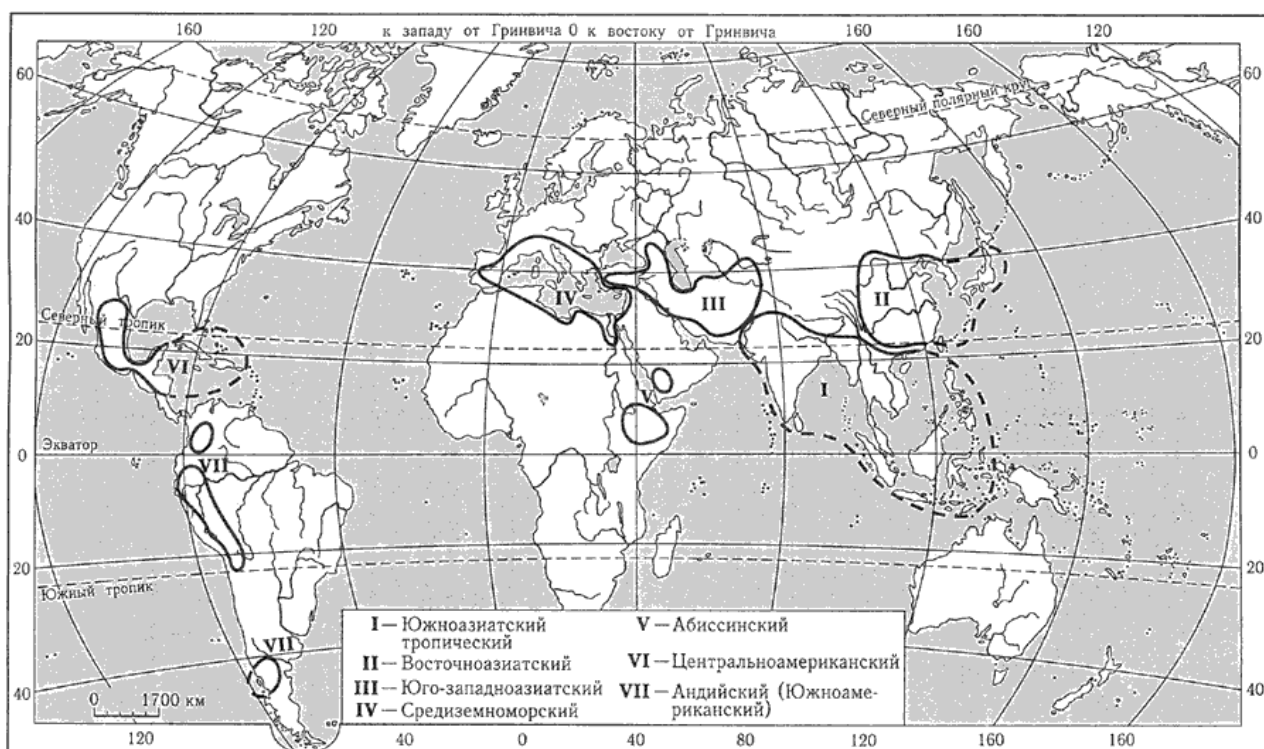 160 120 к западу от Гринвича 0 к востоку от Гринвича 160 160 120
60 Северный полярный круг 60
40 40
IV III II
Северный тропик
20 VI 20
V I
Экватор
0 VII 0
20 20
Южный тропик
VII
I — Южноазиатский тропический
II — Восточноазиатский
III — Юго-западноазиатский
IV — Средиземноморский
V — Абиссинский
VI — Центральноамериканский
VII — Андийский (Южноаме-
риканский)
0 1700 км
40 40
120 40 0 40 80 120 160 160